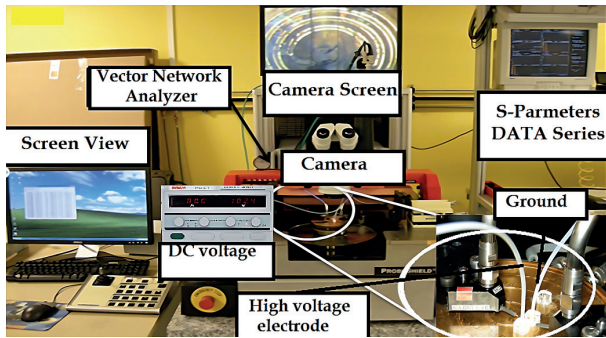 Vector Network
Analyzer
Camera Screen
S-Parmeters
DATA Series
Screen View
Camera
Ground
DC voltage
PROBESHIELD
High voltage
electrode